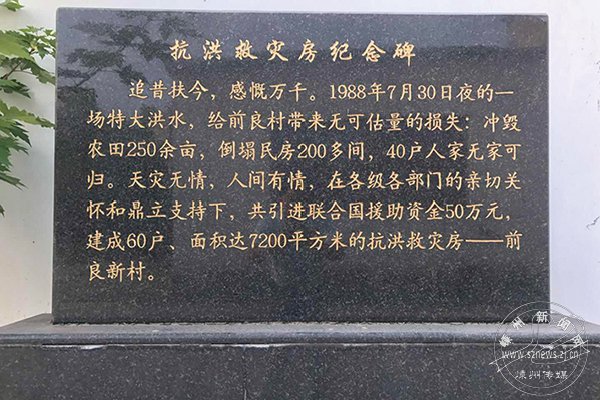 抗洪救灾房纪念碑
追昔扶今，感慨万千。1988年7月30日夜的一
场特大洪水，给前良村带来无可估量的损失：冲毁
农田250余亩，倒塌民房200多间，40户人家无家可
归。天灾无情，人间有情，在各级各部门的亲切关
怀和鼎立支持下，共引进联合国援助资金50万元，
建成60户、面积达7200平方米的抗洪救灾房——前
良新村。
嵊州新闻网
www.sznews.zj.cn